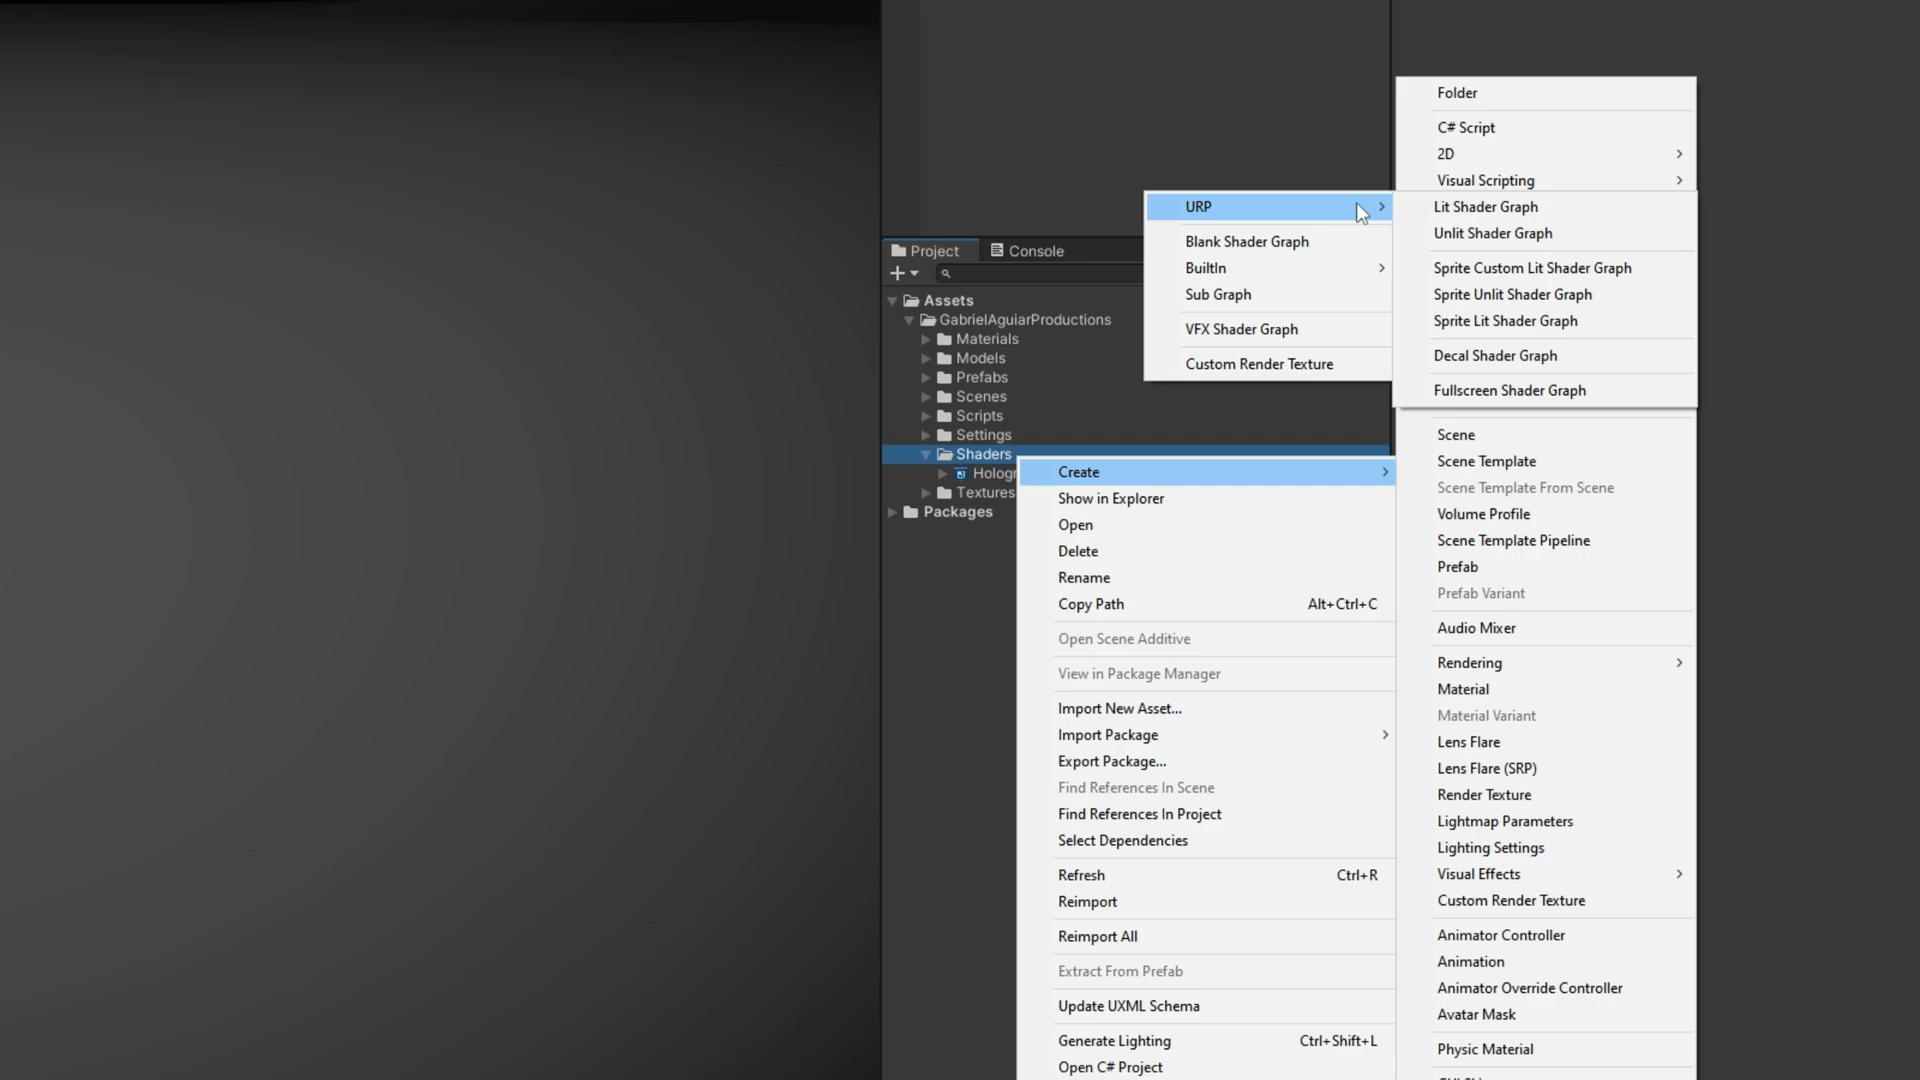 Folder
C# Script
2D
Visual Scripting
URP
Blank Shader Graph
BuiltIn
Sub Graph
VFX Shader Graph
Custom Render Texture
Lit Shader Graph
Unlit Shader Graph
Sprite Custom Lit Shader Graph
Sprite Unlit Shader Graph
Sprite Lit Shader Graph
Decal Shader Graph
Fullscreen Shader Graph
Project
Console
Assets
GabrielAguiarProductions
Materials
Models
Prefabs
Scenes
Scripts
Settings
Shaders
Hologr
Textures
Packages
Create
Show in Explorer
Open
Delete
Rename
Copy Path Alt+Ctrl+C
Open Scene Additive
View in Package Manager
Import New Asset...
Import Package
Export Package...
Find References In Scene
Find References In Project
Select Dependencies
Refresh Ctrl+R
Reimport
Reimport All
Extract From Prefab
Update UXML Schema
Generate Lighting Ctrl+Shift+L
Open C# Project
Scene
Scene Template
Scene Template From Scene
Volume Profile
Scene Template Pipeline
Prefab
Prefab Variant
Audio Mixer
Rendering
Material
Material Variant
Lens Flare
Lens Flare (SRP)
Render Texture
Lightmap Parameters
Lighting Settings
Visual Effects
Custom Render Texture
Animator Controller
Animation
Animator Override Controller
Avatar Mask
Physic Material